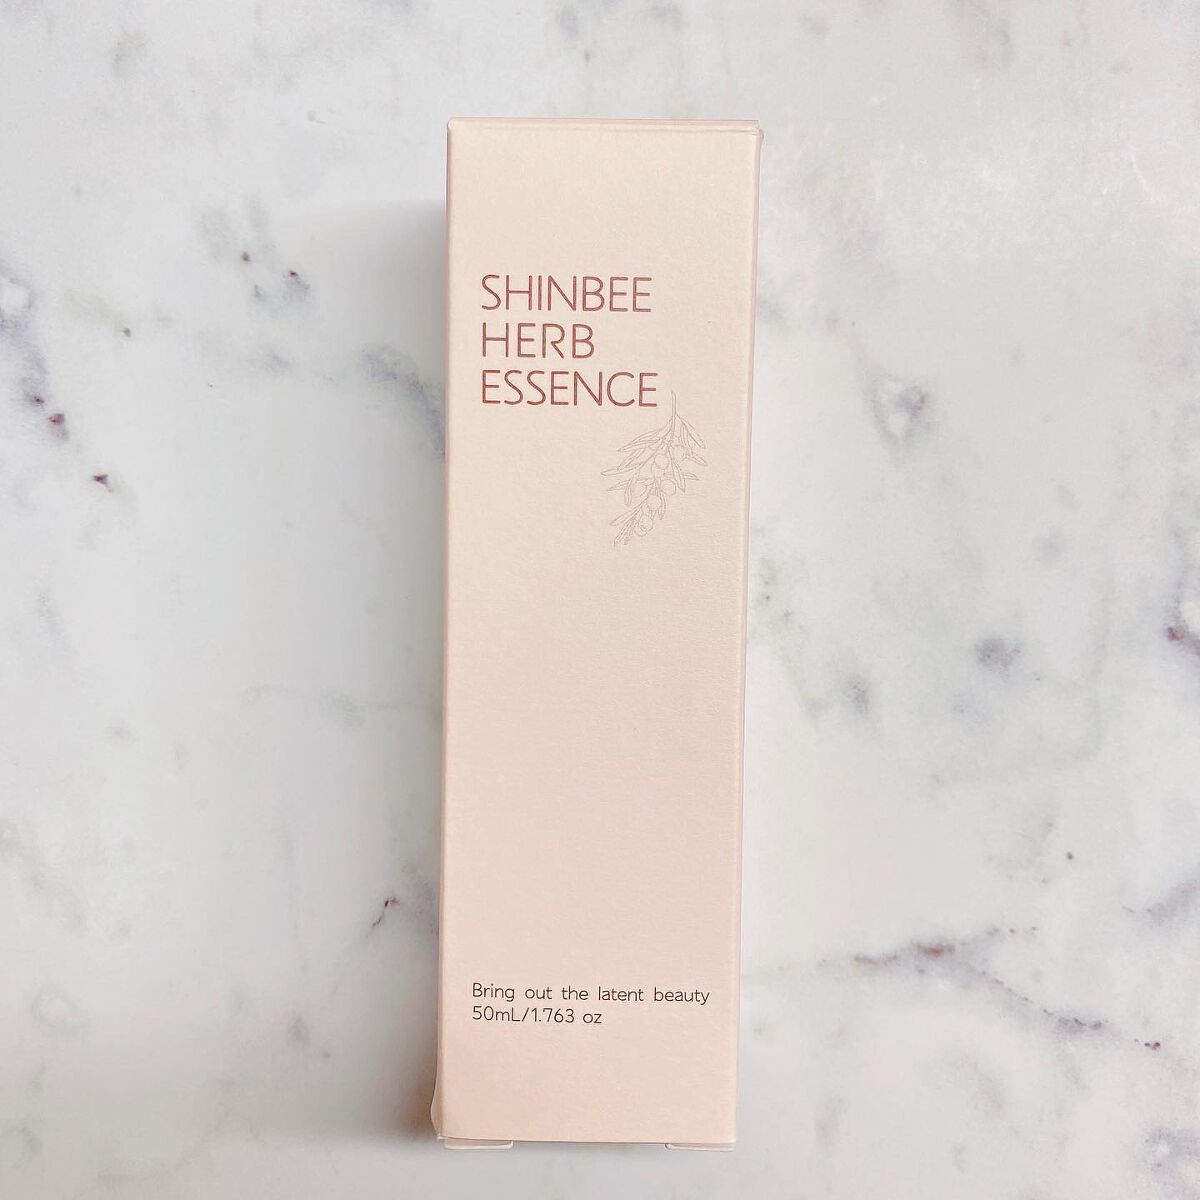 SHINBEE
HERB
ESSENCE
Bring out the latent beauty
50mL/1.763 oz